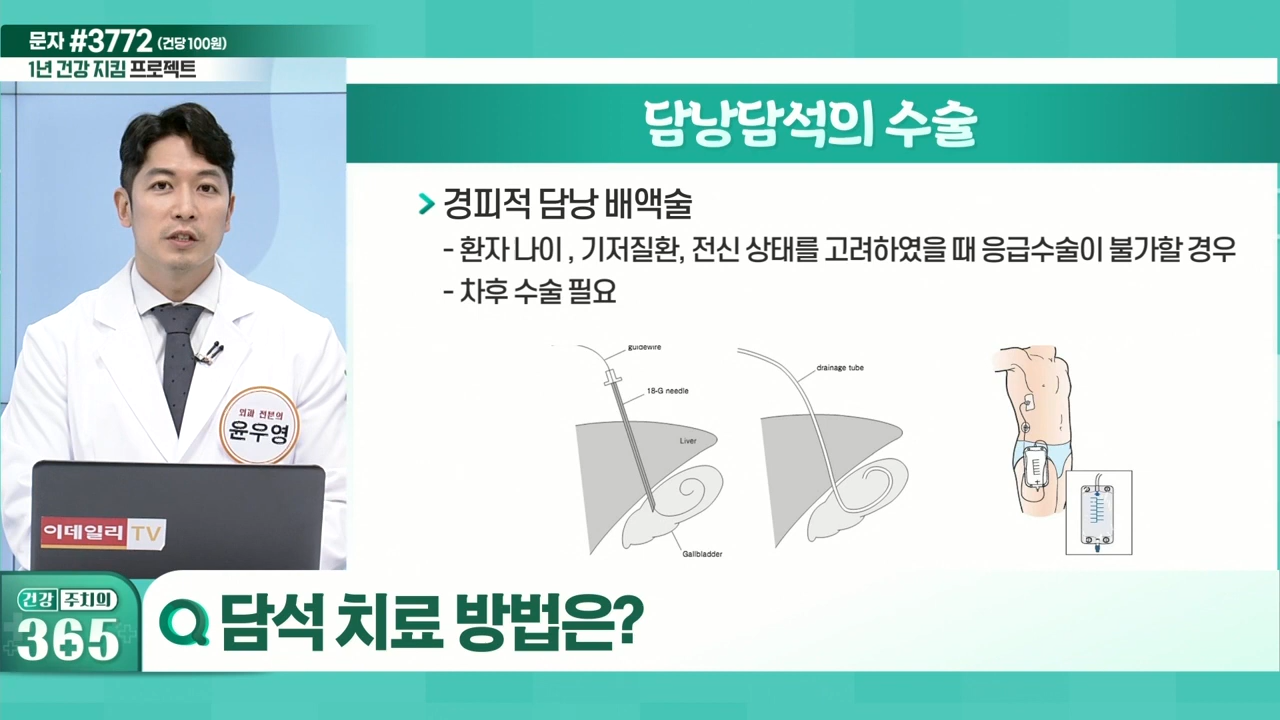 문자 #3772 (건당 100원)
1년 건강 지킴 프로젝트
담낭담석의 수술
경피적 담낭 배액술
- 환자 나이 , 기저질환, 전신 상태를 고려하였을 때 응급수술이 불가할 경우
- 차후 수술 필요
guidewire
18-G needle
Liver
Gallbladder
drainage tube
외과 전문의
윤우영
이데일리 TV
건강 주치의
365
Q 담석 치료 방법은?